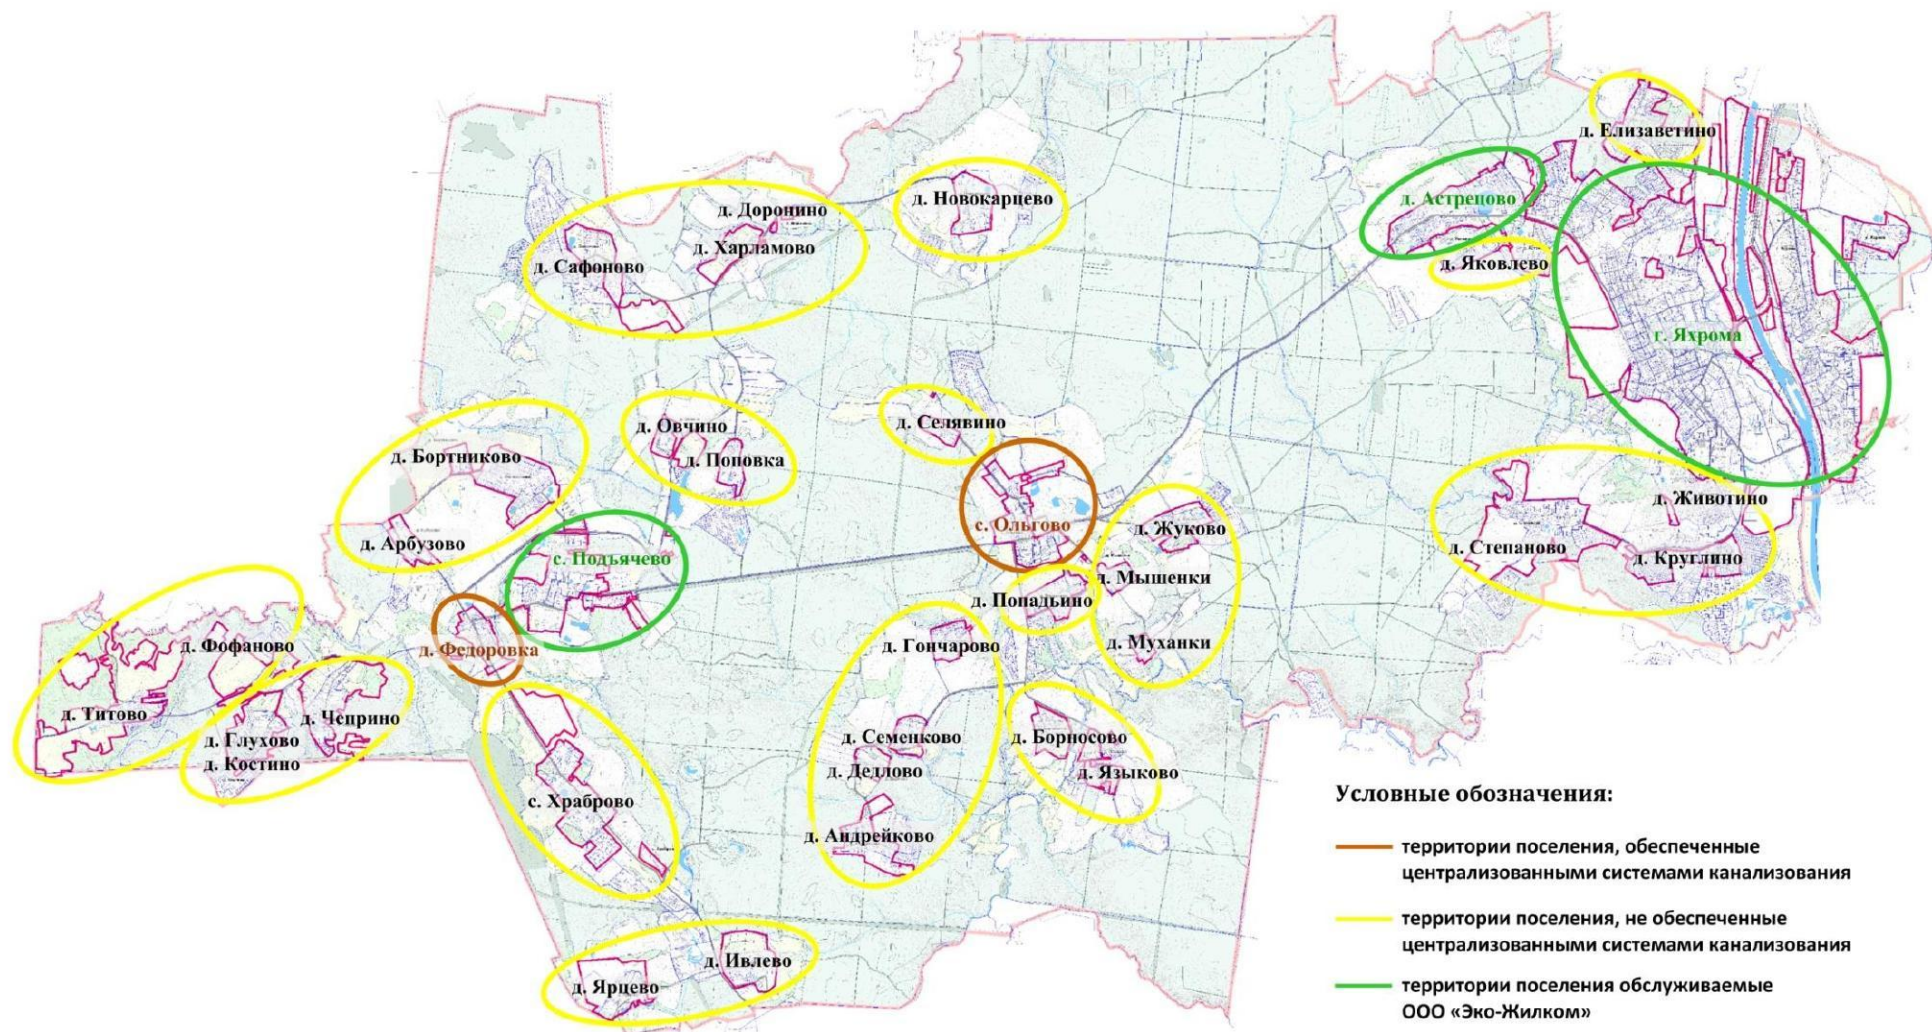 д. Елизаветино
д. Новокарцево
д. Астрецово
д. Доронино
д. Харламово
д. Сафоново
д. Яковлево
г. Яхрома
д. Селявино
д. Овчино
д. Поповка
д. Бортниково
д. Арбузово
с. Ольгово
д. Жуково
д. Животино
д. Степаново
д. Круглино
с. Подъячево
д. Мышенки
д. Попадьино
д. Муханки
д. Гончарово
д. Федоровка
д. Фофаново
д. Титово
д. Чеприно
д. Глухово
д. Костино
д. Семенково
д. Дедлово
д. Борносово
д. Языково
с. Храброво
д. Андрейково
д. Ивлево
д. Ярцево
Условные обозначения:
территории поселения, обеспеченные
централизованными системами канализования
территории поселения, не обеспеченные
централизованными системами канализования
территории поселения обслуживаемые
ООО «Эко-Жилком»